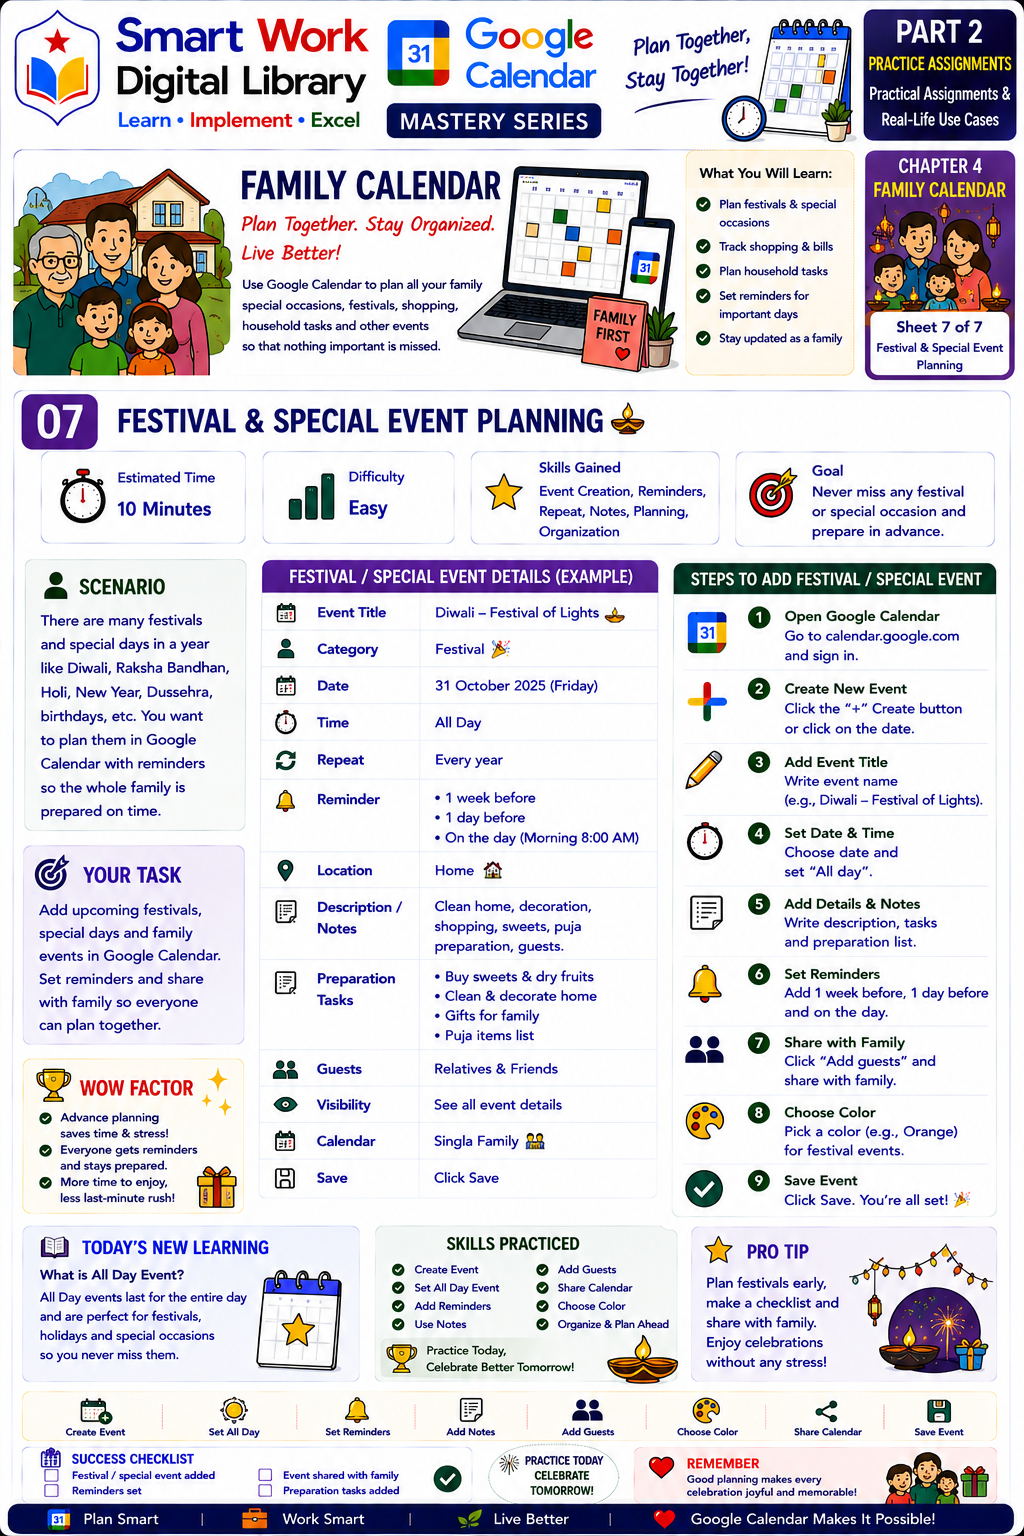 Smart Work
Digital Library
Learn • Implement • Excel
31
Google
Calendar
MASTERY SERIES
Plan Together,
Stay Together!
PART 2
PRACTICE ASSIGNMENTS
Practical Assignments &
Real-Life Use Cases
FAMILY CALENDAR
Plan Together. Stay Organized.
Live Better!
Use Google Calendar to plan all your family
special occasions, festivals, shopping,
household tasks and other events
so that nothing important is missed.
31
FAMILY
FIRST
What You Will Learn:
Plan festivals & special
occasions
Track shopping & bills
Plan household tasks
Set reminders for
important days
Stay updated as a family
CHAPTER 4
FAMILY CALENDAR
Sheet 7 of 7
Festival & Special Event
Planning
07
FESTIVAL & SPECIAL EVENT PLANNING
Estimated Time
10 Minutes
Difficulty
Easy
Skills Gained
Event Creation, Reminders,
Repeat, Notes, Planning,
Organization
Goal
Never miss any festival
or special occasion and
prepare in advance.
SCENARIO
There are many festivals
and special days in a year
like Diwali, Raksha Bandhan,
Holi, New Year, Dussehra,
birthdays, etc. You want
to plan them in Google
Calendar with reminders
so the whole family is
prepared on time.
YOUR TASK
Add upcoming festivals,
special days and family
events in Google Calendar.
Set reminders and share
with family so everyone
can plan together.
WOW FACTOR
Advance planning
saves time & stress!
Everyone gets reminders
and stays prepared.
More time to enjoy,
less last-minute rush!
FESTIVAL / SPECIAL EVENT DETAILS (EXAMPLE)
Event Title Diwali – Festival of Lights
Category Festival
Date 31 October 2025 (Friday)
Time All Day
Repeat Every year
Reminder • 1 week before
• 1 day before
• On the day (Morning 8:00 AM)
Location Home
Description / Clean home, decoration,
Notes shopping, sweets, puja
preparation, guests.
Preparation • Buy sweets & dry fruits
Tasks • Clean & decorate home
• Gifts for family
• Puja items list
Guests Relatives & Friends
Visibility See all event details
Calendar Singla Family
Save Click Save
STEPS TO ADD FESTIVAL / SPECIAL EVENT
31
1 Open Google Calendar
Go to calendar.google.com
and sign in.
2 Create New Event
Click the “+” Create button
or click on the date.
3 Add Event Title
Write event name
(e.g., Diwali – Festival of Lights).
4 Set Date & Time
Choose date and
set “All day”.
5 Add Details & Notes
Write description, tasks
and preparation list.
6 Set Reminders
Add 1 week before, 1 day before
and on the day.
7 Share with Family
Click “Add guests” and
share with family.
8 Choose Color
Pick a color (e.g., Orange)
for festival events.
9 Save Event
Click Save. You’re all set!
TODAY’S NEW LEARNING
What is All Day Event?
All Day events last for the entire day
and are perfect for festivals,
holidays and special occasions
so you never miss them.
SKILLS PRACTICED
Create Event
Set All Day Event
Add Reminders
Use Notes
Add Guests
Share Calendar
Choose Color
Organize & Plan Ahead
Practice Today,
Celebrate Better Tomorrow!
PRO TIP
Plan festivals early,
make a checklist and
share with family.
Enjoy celebrations
without any stress!
Create Event
Set All Day
Set Reminders
Add Notes
Add Guests
Choose Color
Share Calendar
Save Event
SUCCESS CHECKLIST
Festival / special event added
Reminders set
Event shared with family
Preparation tasks added
PRACTICE TODAY
CELEBRATE
TOMORROW!
REMEMBER
Good planning makes every
celebration joyful and memorable!
31 Plan Smart
Work Smart
Live Better
Google Calendar Makes It Possible!